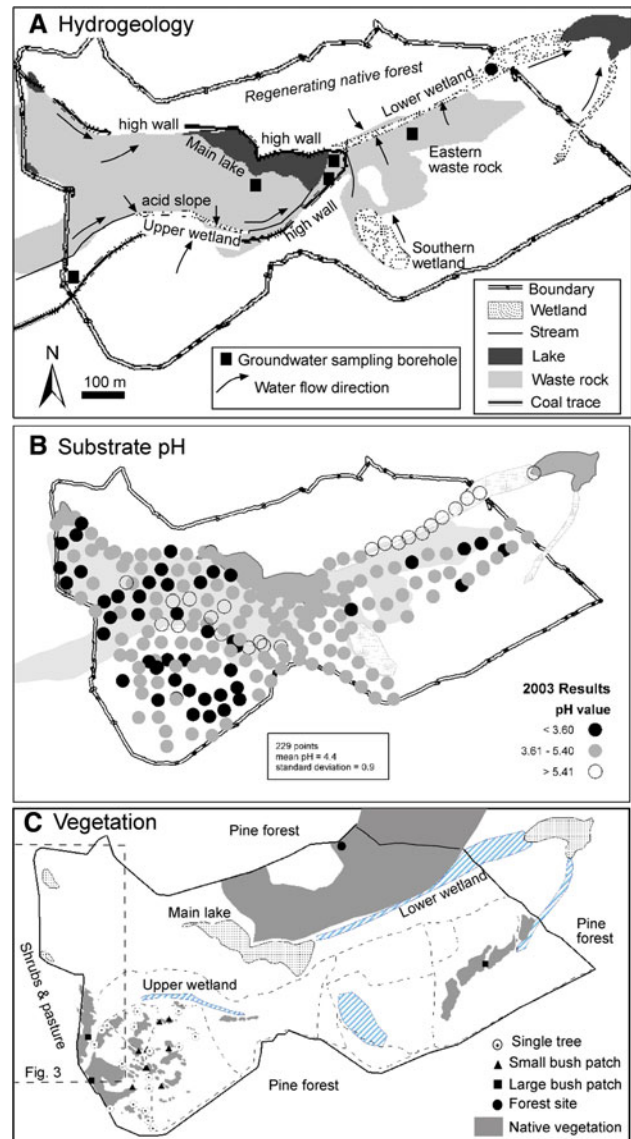 A Hydrogeology
Regenerating native forest
Lower wetland
high wall
high wall
Main lake
Eastern
waste rock
acid slope
Upper wetland
high wall
Southern
wetland
N
100 m
Groundwater sampling borehole
Water flow direction
Boundary
Wetland
Stream
Lake
Waste rock
Coal trace
B Substrate pH
229 points
mean pH = 4.4
standard deviation = 0.9
2003 Results
pH value
< 3.60
3.61 - 5.40
> 5.41
C Vegetation
Pine forest
Main lake
Lower wetland
Pine
forest
Shrubs & pasture
Upper wetland
Fig. 3
Pine forest
Single tree
Small bush patch
Large bush patch
Forest site
Native vegetation